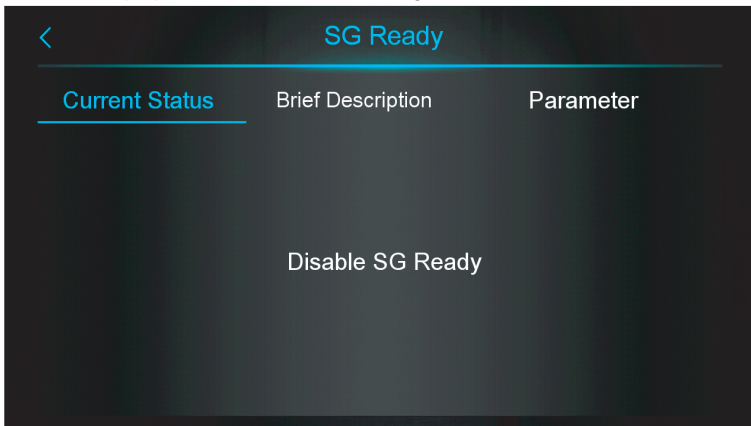 SG Ready
Current Status Brief Description Parameter
Disable SG Ready